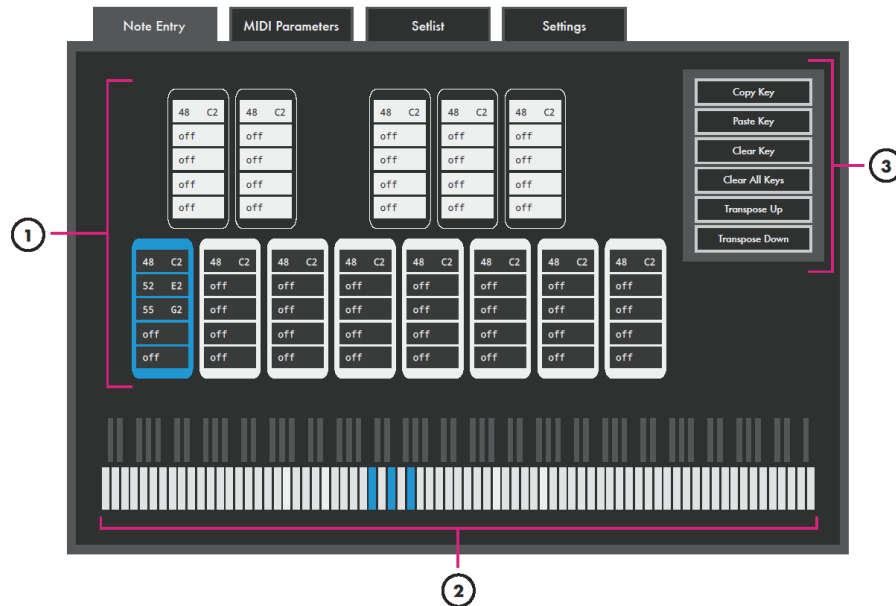 Note Entry MIDI Parameters Setlist Settings
48 C2 48 C2 48 C2 48 C2 48 C2
off off off off off
off off off off off
off off off off off
off off off off off
48 C2 48 C2 48 C2 48 C2 48 C2 48 C2 48 C2 48 C2
52 E2 off off off off off off off
55 G2 off off off off off off off
off off off off off off off off
off off off off off off off off
Copy Key
Paste Key
Clear Key
Clear All Keys
Transpose Up
Transpose Down
1
3
2